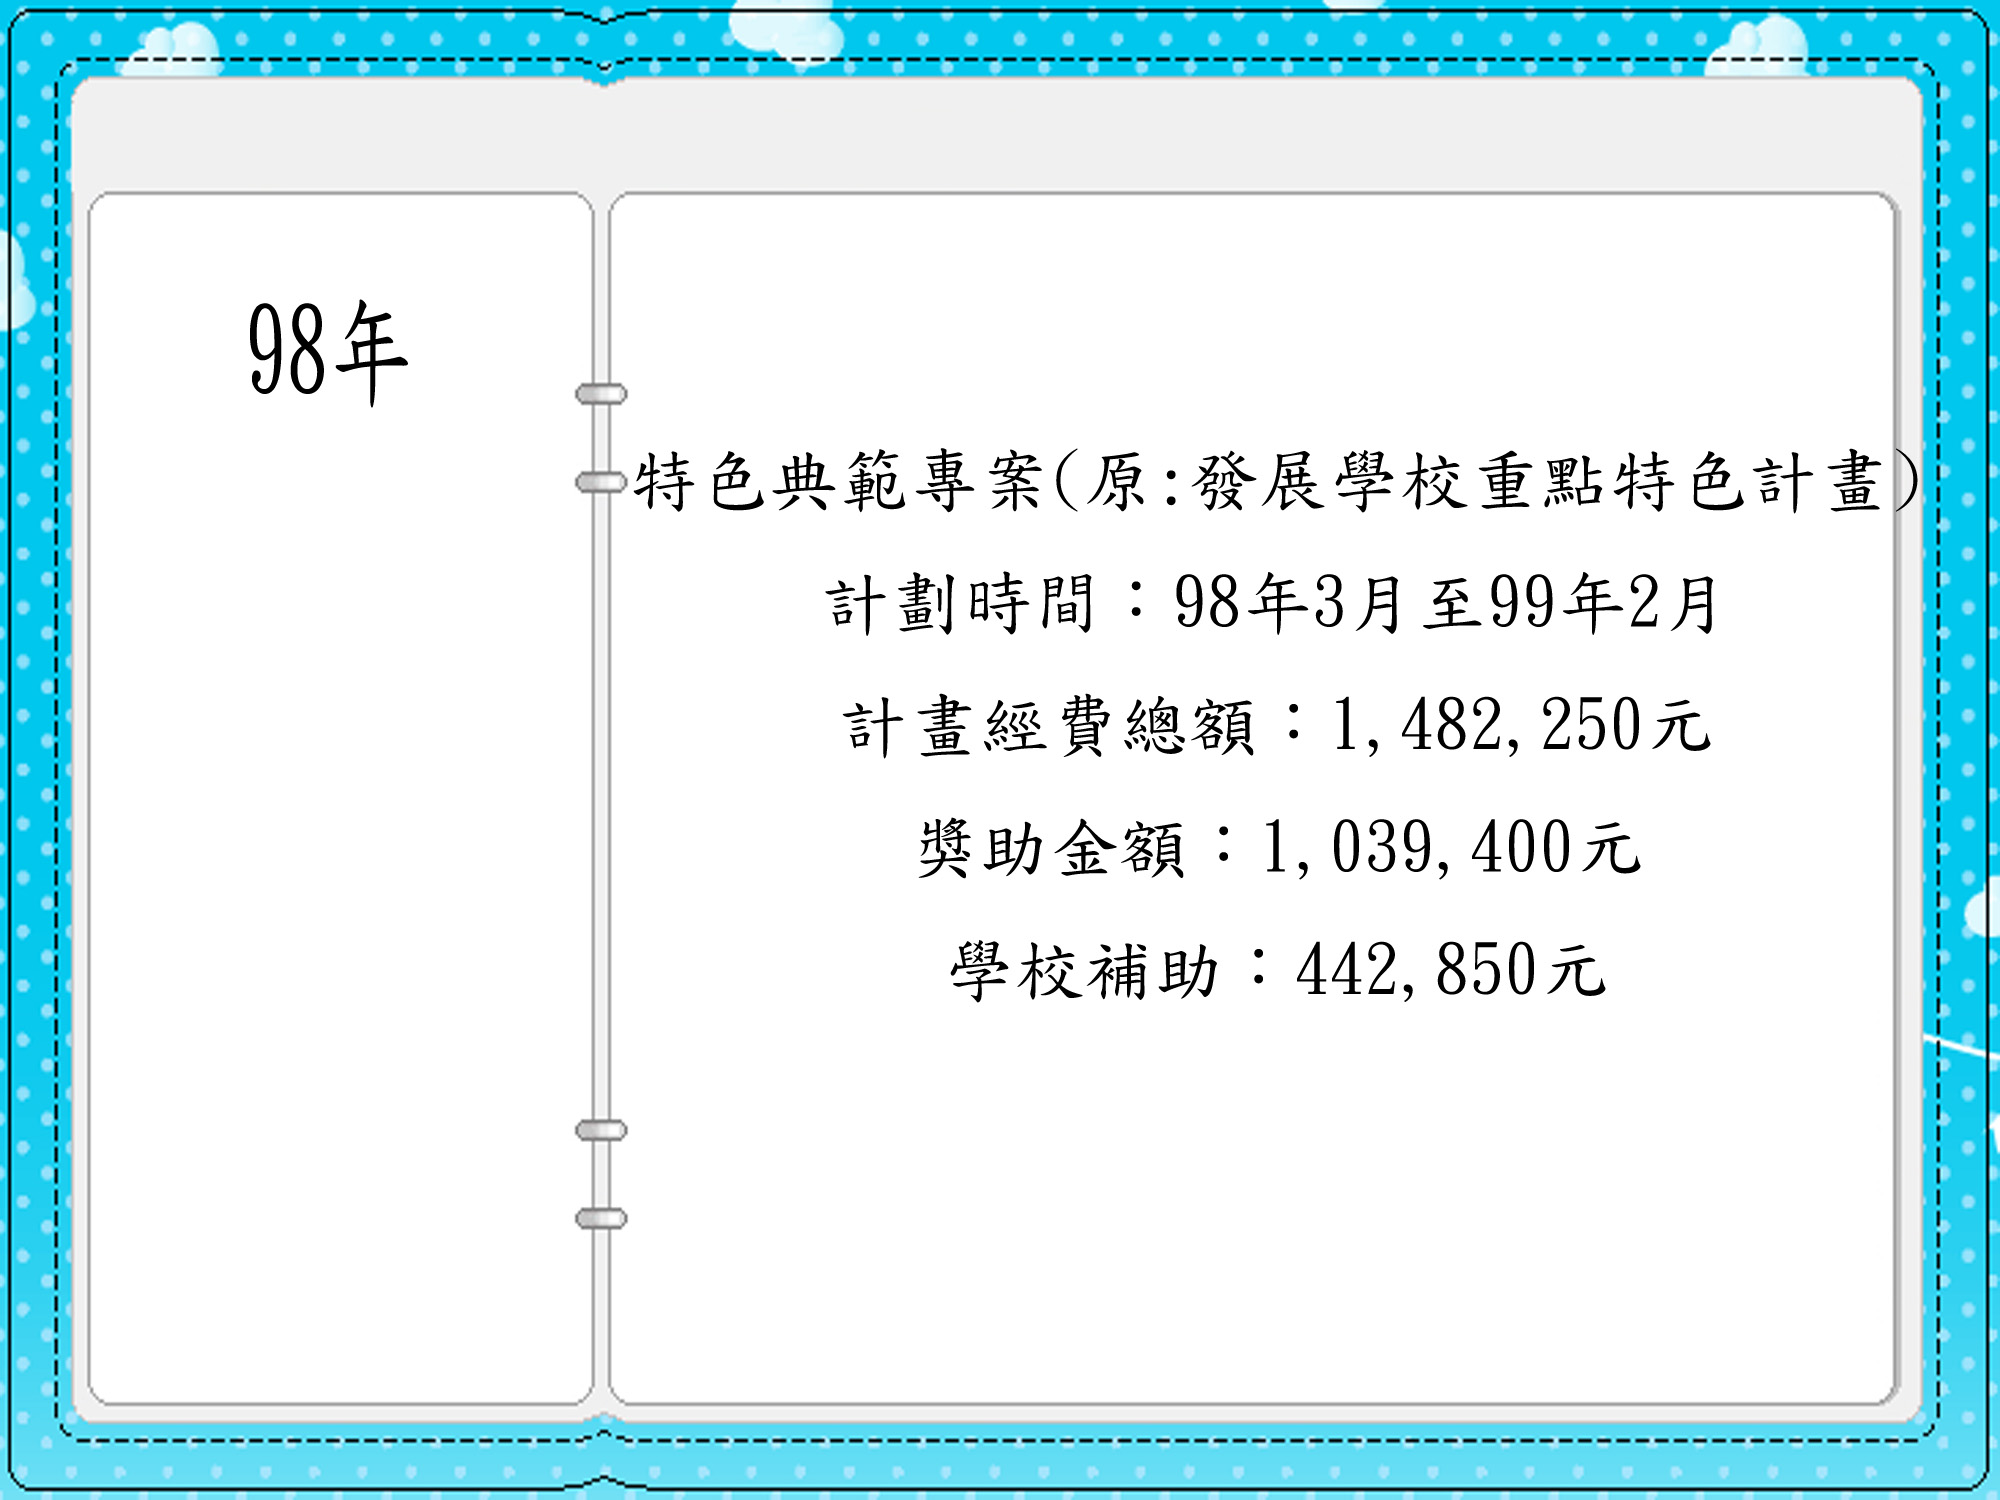 98年
特色典範專案(原:發展學校重點特色計畫)
計劃時間：98年3月至99年2月
計畫經費總額：1,482,250元
獎助金額：1,039,400元
學校補助：442,850元